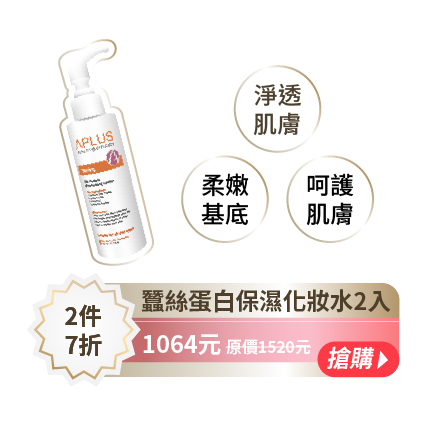 APLUS
淨透
肌膚
柔嫩
基底
呵護
肌膚
2件
7折
蠶絲蛋白保濕化妝水2入
1064元 原價1520元
搶購